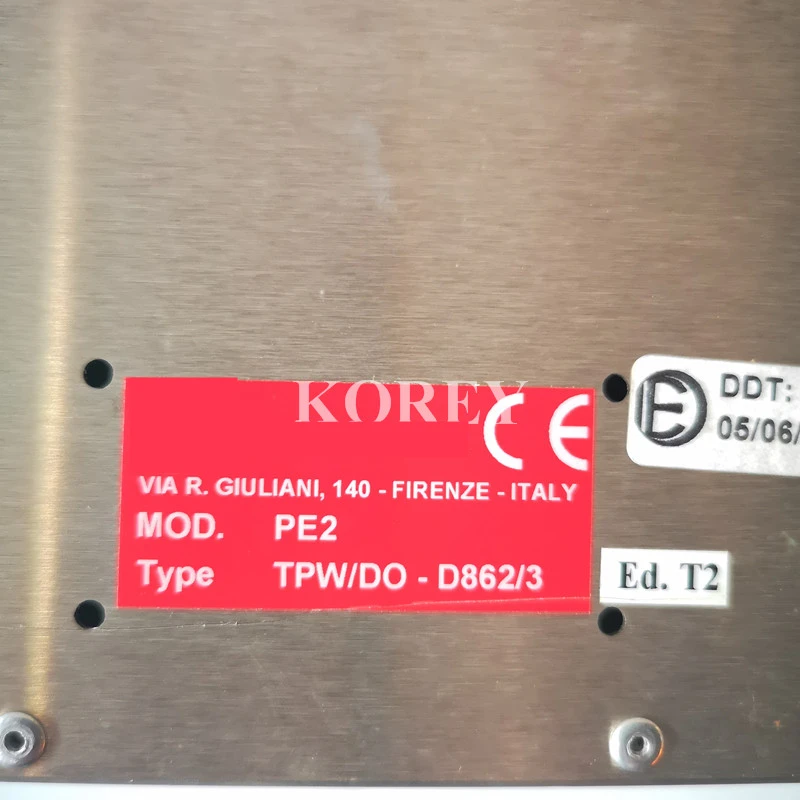 KOREY
CE
VIA R. GIULIANI, 140 - FIRENZE - ITALY
MOD. PE2
Type TPW/DO - D862/3
E DDT:
05/06/
Ed. T2